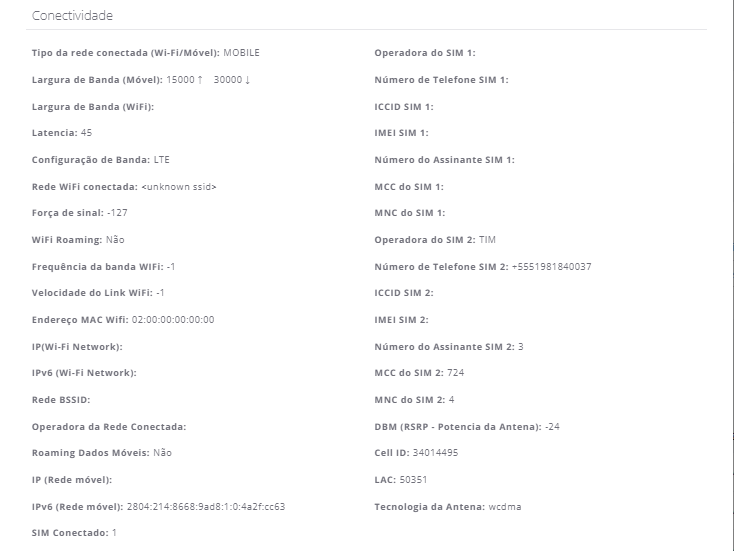 Conectividade
Tipo da rede conectada (Wi-Fi/Móvel): MOBILE
Largura de Banda (Móvel): 15000 ↑ 30000 ↓
Largura de Banda (WiFi):
Latencia: 45
Configuração de Banda: LTE
Rede WiFi conectada: <unknown ssid>
Força de sinal: -127
WiFi Roaming: Não
Frequência da banda WIFi: -1
Velocidade do Link WiFi: -1
Endereço MAC Wifi: 02:00:00:00:00:00
IP(Wi-Fi Network):
IPv6 (Wi-Fi Network):
Rede BSSID:
Operadora da Rede Conectada:
Roaming Dados Móveis: Não
IP (Rede móvel):
IPv6 (Rede móvel): 2804:214:8668:9ad8:1:0:4a2f:cc63
SIM Conectado: 1
Operadora do SIM 1:
Número de Telefone SIM 1:
ICCID SIM 1:
IMEI SIM 1:
Número do Assinante SIM 1:
MCC do SIM 1:
MNC do SIM 1:
Operadora do SIM 2: TIM
Número de Telefone SIM 2: +5551981840037
ICCID SIM 2:
IMEI SIM 2:
Número do Assinante SIM 2: 3
MCC do SIM 2: 724
MNC do SIM 2: 4
DBM (RSRP - Potencia da Antena): -24
Cell ID: 34014495
LAC: 50351
Tecnologia da Antena: wcdma